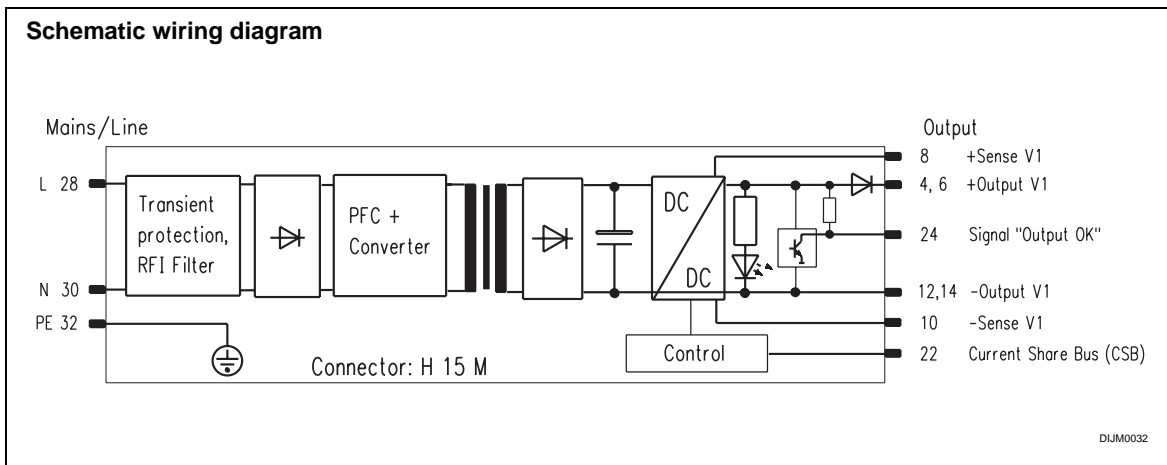 Schematic wiring diagram
Mains/Line
Output
L 28
N 30
PE 32
Transient
protection,
RFI Filter
PFC +
Converter
DC
DC
Control
Connector: H 15 M
8 +Sense V1
4, 6 +Output V1
24 Signal "Output OK"
12,14 -Output V1
10 -Sense V1
22 Current Share Bus (CSB)
DIJM0032